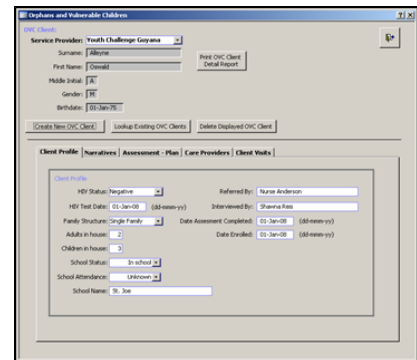 Orphans and Vulnerable Children
OVC Client:
Service Provider: Youth Challenge Guyana
Surname: Alleyne
First Name: Oswald
Middle Initial: A
Gender: M
Birthdate: 01-Jan-75
Print OVC Client
Detail Report
Create New OVC Client Lookup Existing OVC Clients Delete Displayed OVC Client
Client Profile Narratives Assessment - Plan Care Providers Client Visits
Client Profile
HIV Status: Negative Referred By: Nurse Anderson
HIV Test Date: 01-Jan-08 (dd-mmm-yy) Interviewed By: Shawna Reis
Family Structure: Single Family Date Assesment Completed: 01-Jan-08 (dd-mmm-yy)
Adults in house: 2 Date Enrolled: 01-Jan-08 (dd-mmm-yy)
Children in house: 3
School Status: In school
School Attendance: Unknown
School Name: St. Joe